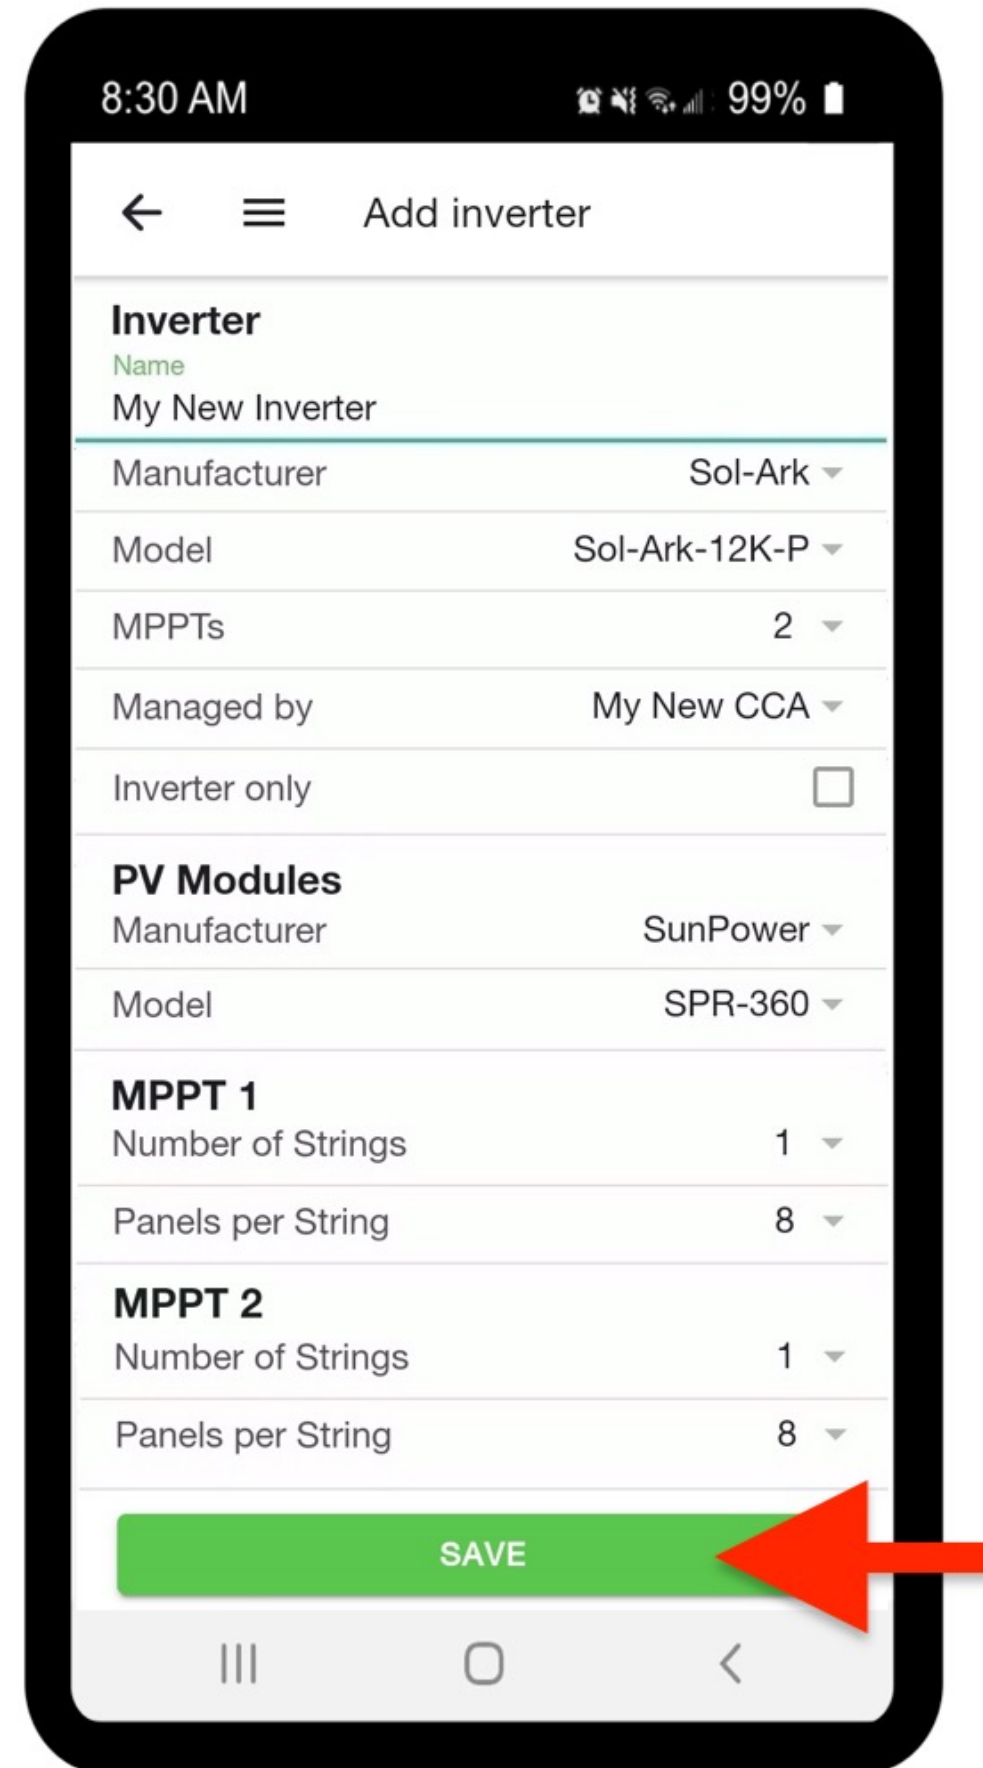 8:30 AM 99%
Add inverter
Inverter
Name
My New Inverter
Manufacturer Sol-Ark
Model Sol-Ark-12K-P
MPPTs 2
Managed by My New CCA
Inverter only
PV Modules
Manufacturer SunPower
Model SPR-360
MPPT 1
Number of Strings 1
Panels per String 8
MPPT 2
Number of Strings 1
Panels per String 8
SAVE